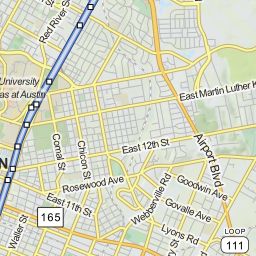 Red River St
University
as at Austin
East Martin Luther K
Airport Blvd
Comal St
Chicon St
East 12th St
N
Rosewood Ave
Goodwin Ave
Webberville Rd
165
East 11th St
Govalle Ave
Waller St
Lyons Rd
LOOP
111